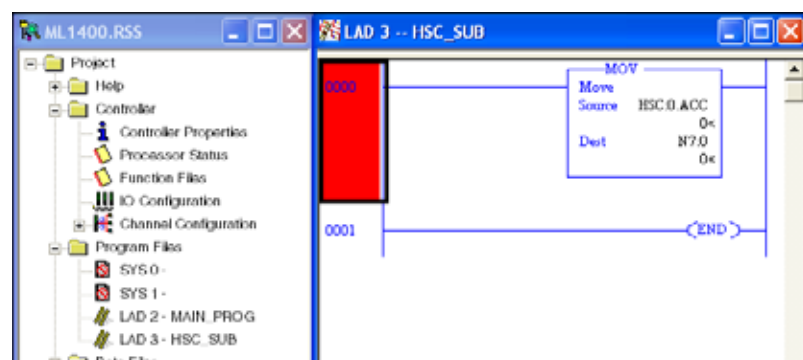 ML1400.RSS
Project
Help
Controller
Controller Properties
Processor Status
Function Files
IO Configuration
Channel Configuration
Program Files
SYS 0 -
SYS 1 -
LAD 2 - MAIN_PROG
LAD 3 - HSC_SUB
Data Files
LAD 3 -- HSC_SUB
0000
MOV
Move
Source HSC:0.ACC
0<
Dest N7:0
0<
0001
END